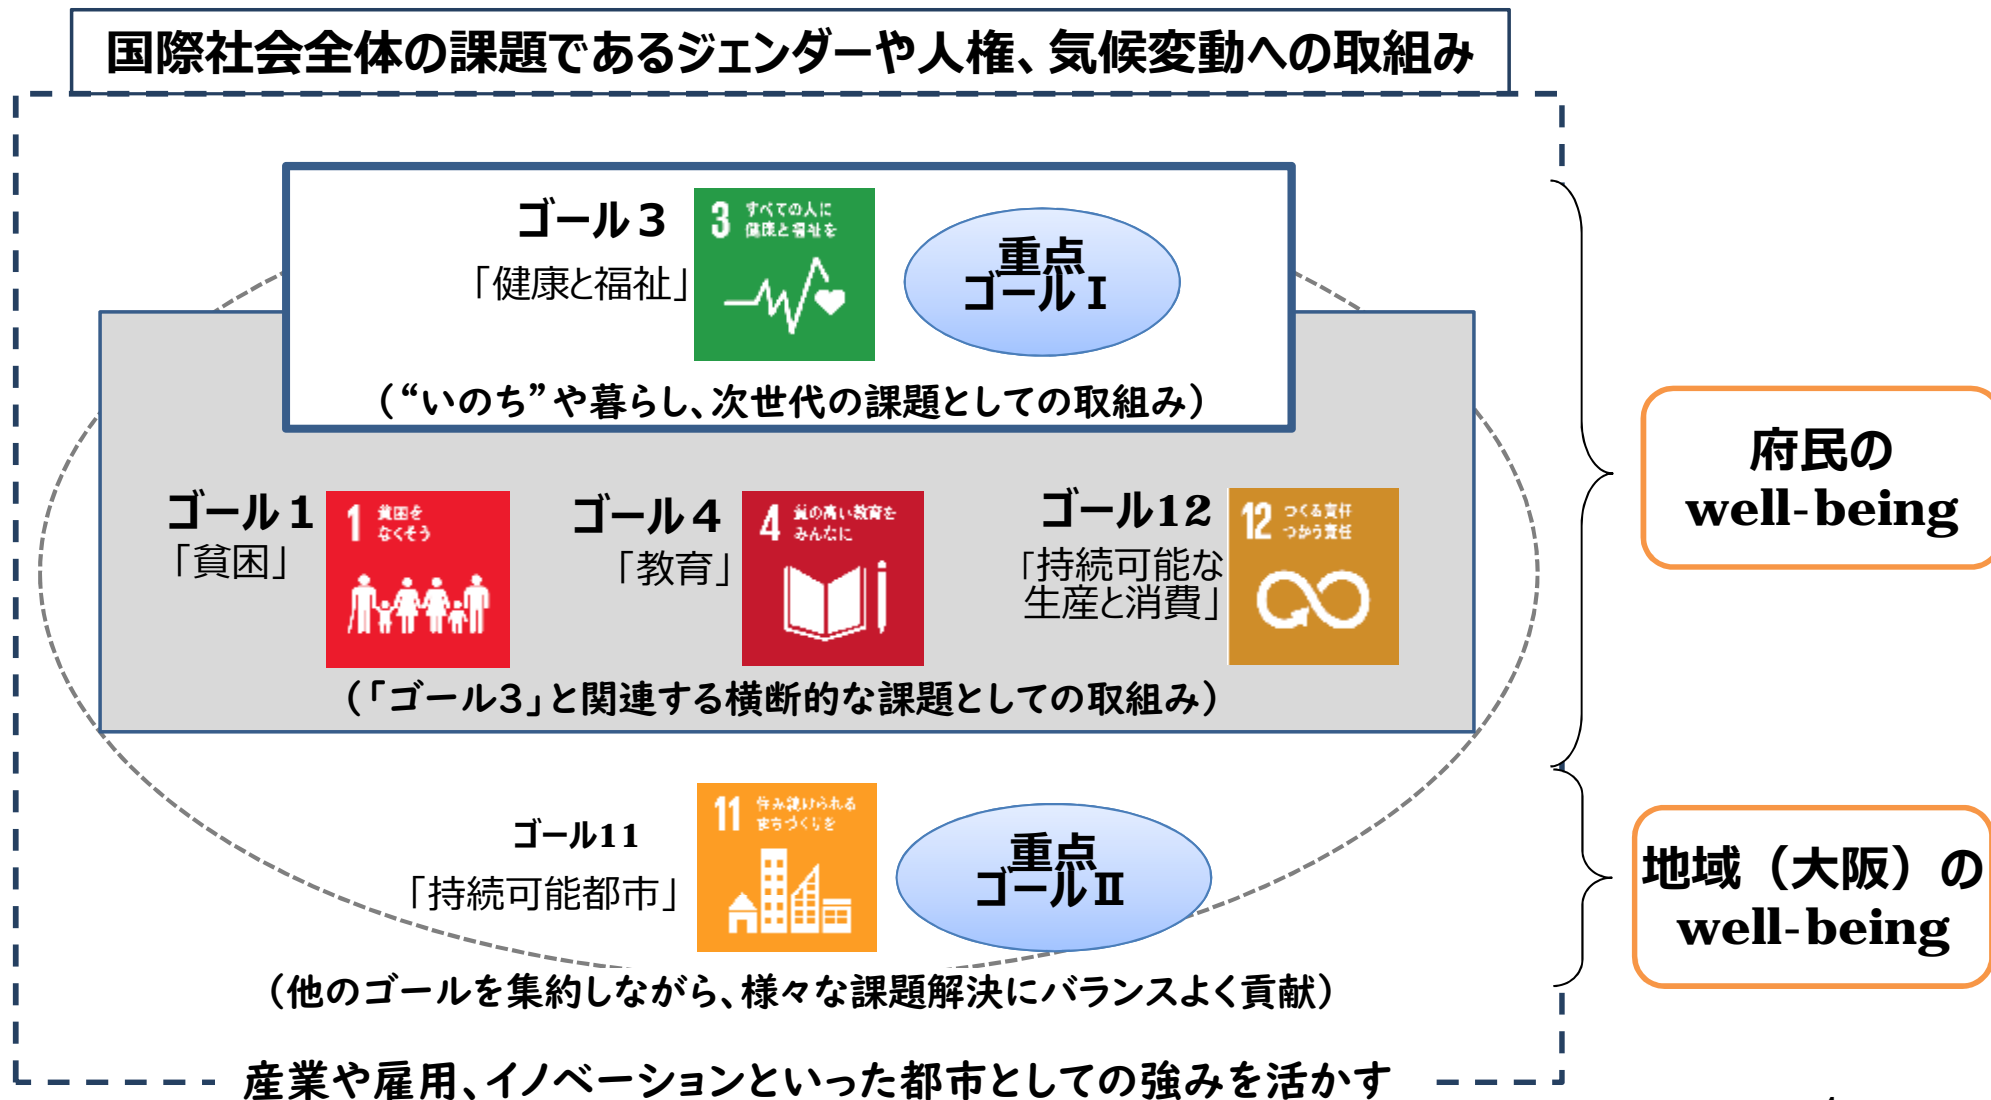 国際社会全体の課題であるジェンダーや人権、気候変動への取組み
ゴール3
「健康と福祉」
3 すべての人に
健康と福祉を
重点
ゴールⅠ
（“いのち”や暮らし、次世代の課題としての取組み）
ゴール1
「貧困」
1 貧困を
なくそう
ゴール4
「教育」
4 質の高い教育を
みんなに
ゴール12
「持続可能な
生産と消費」
12 つくる責任
つかう責任
（「ゴール3」と関連する横断的な課題としての取組み）
ゴール11
「持続可能都市」
11 住み続けられる
まちづくりを
重点
ゴールⅡ
（他のゴールを集約しながら、様々な課題解決にバランスよく貢献）
産業や雇用、イノベーションといった都市としての強みを活かす
府民の
well-being
地域（大阪）の
well-being